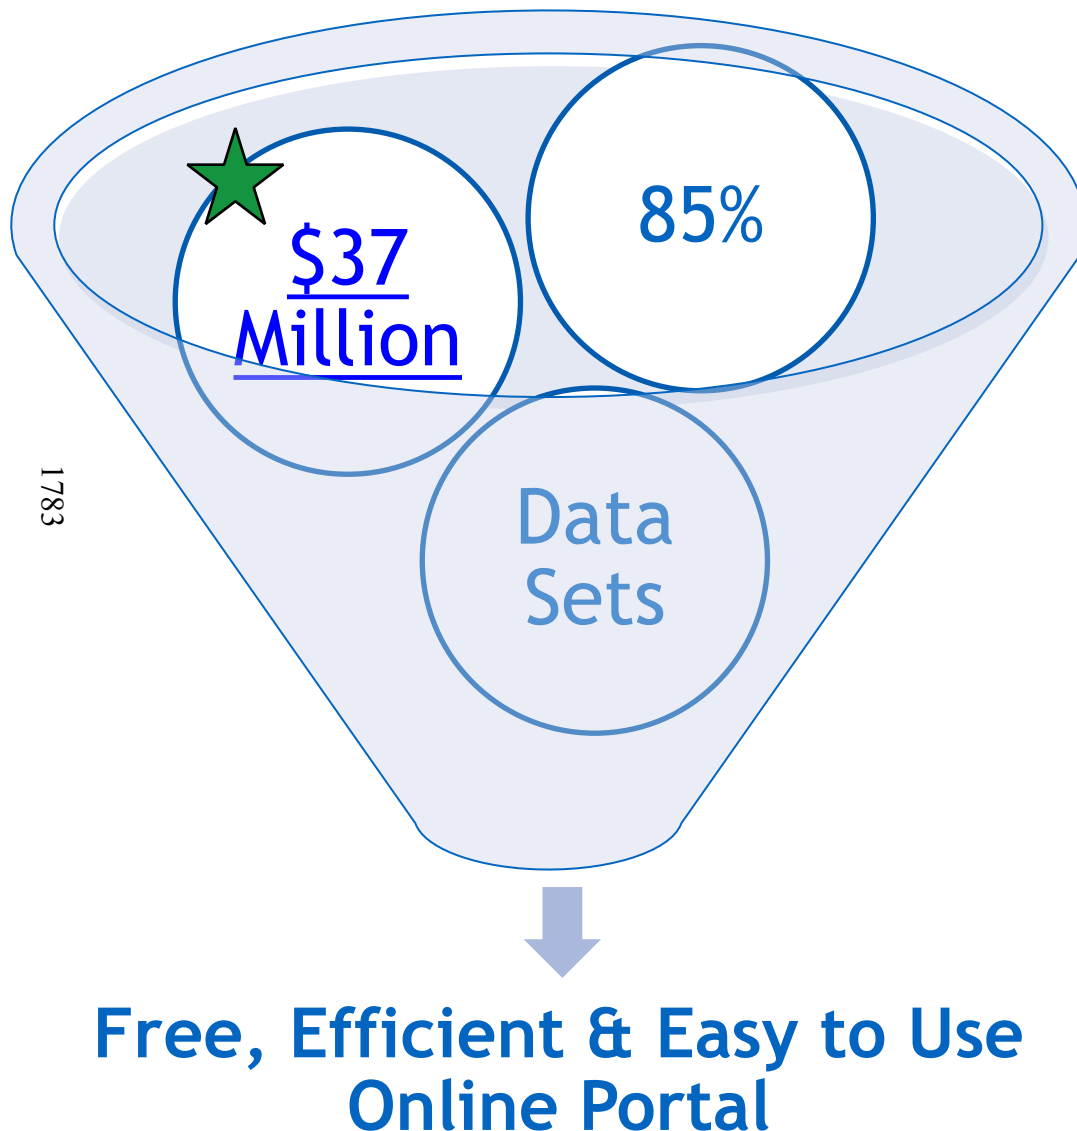 $37
Million
85%
Data
Sets
1783
Free, Efficient & Easy to Use
Online Portal